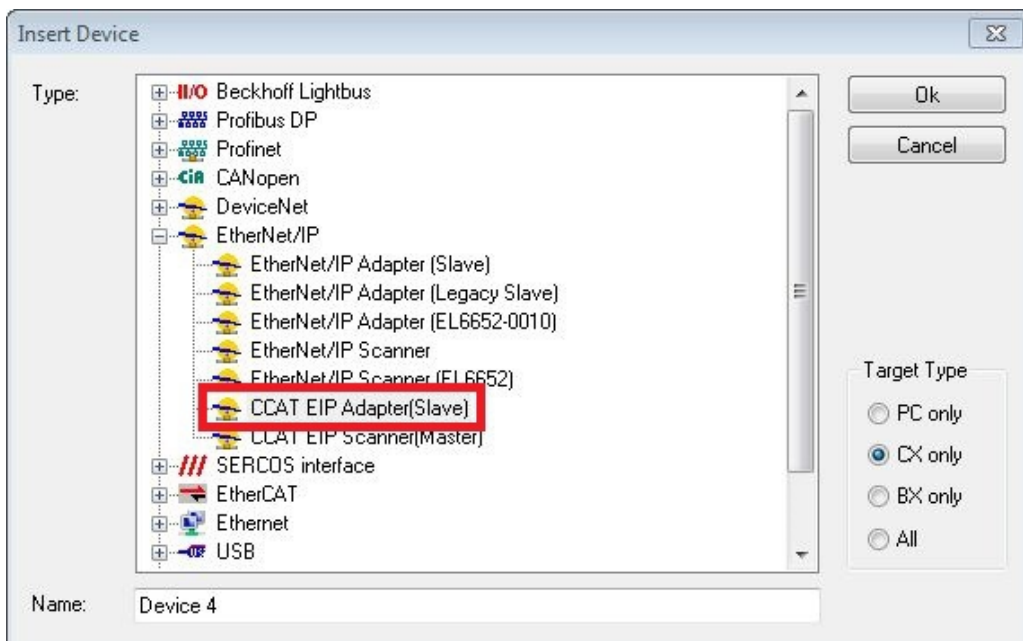 Insert Device
Type:
II/O Beckhoff Lightbus
Profibus DP
Profinet
CiA CANopen
DeviceNet
EtherNet/IP
EtherNet/IP Adapter (Slave)
EtherNet/IP Adapter (Legacy Slave)
EtherNet/IP Adapter (EL6652-0010)
EtherNet/IP Scanner
EtherNet/IP Scanner (EL6652)
CCAT EIP Adapter(Slave)
CCAT EIP Scanner(Master)
SERCOS interface
EtherCAT
Ethernet
USB
Ok
Cancel
Target Type
PC only
CX only
BX only
All
Name:
Device 4